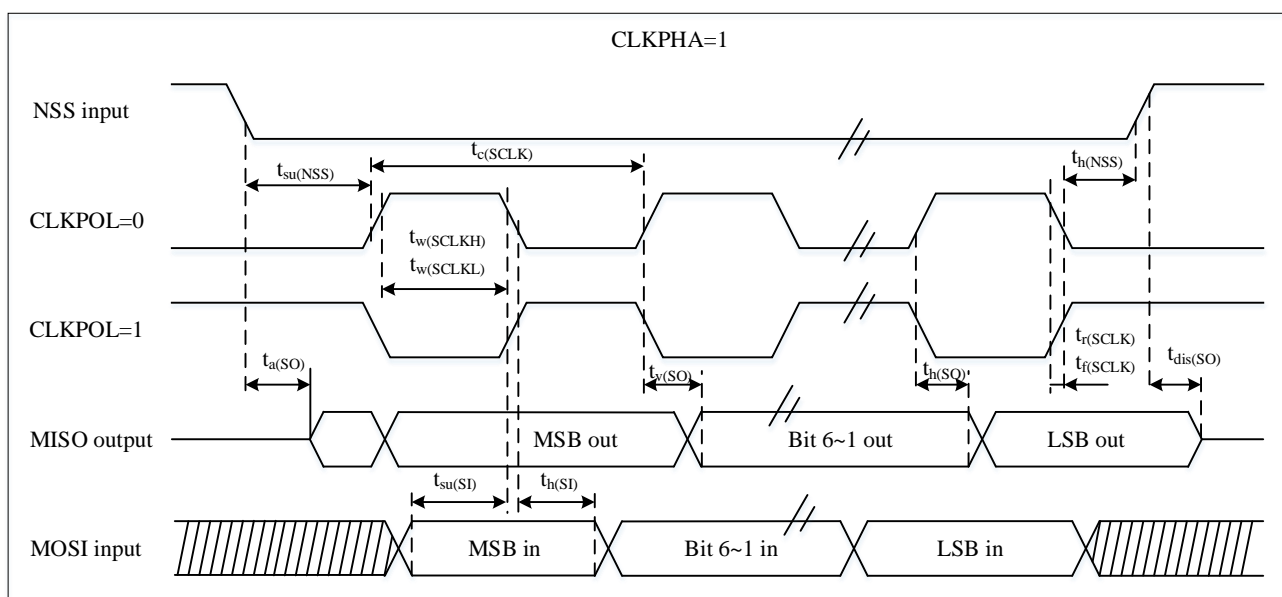 CLKPHA=1
NSS input
tc(SCLK)
tsu(NSS)
th(NSS)
CLKPOL=0
tw(SCLKH)
tw(SCLKL)
CLKPOL=1
tr(SCLK)
tf(SCLK)
ta(SO)
tv(SO)
th(SO)
tdis(SO)
MISO output
MSB out
Bit 6~1 out
LSB out
tsu(SI)
th(SI)
MOSI input
MSB in
Bit 6~1 in
LSB in